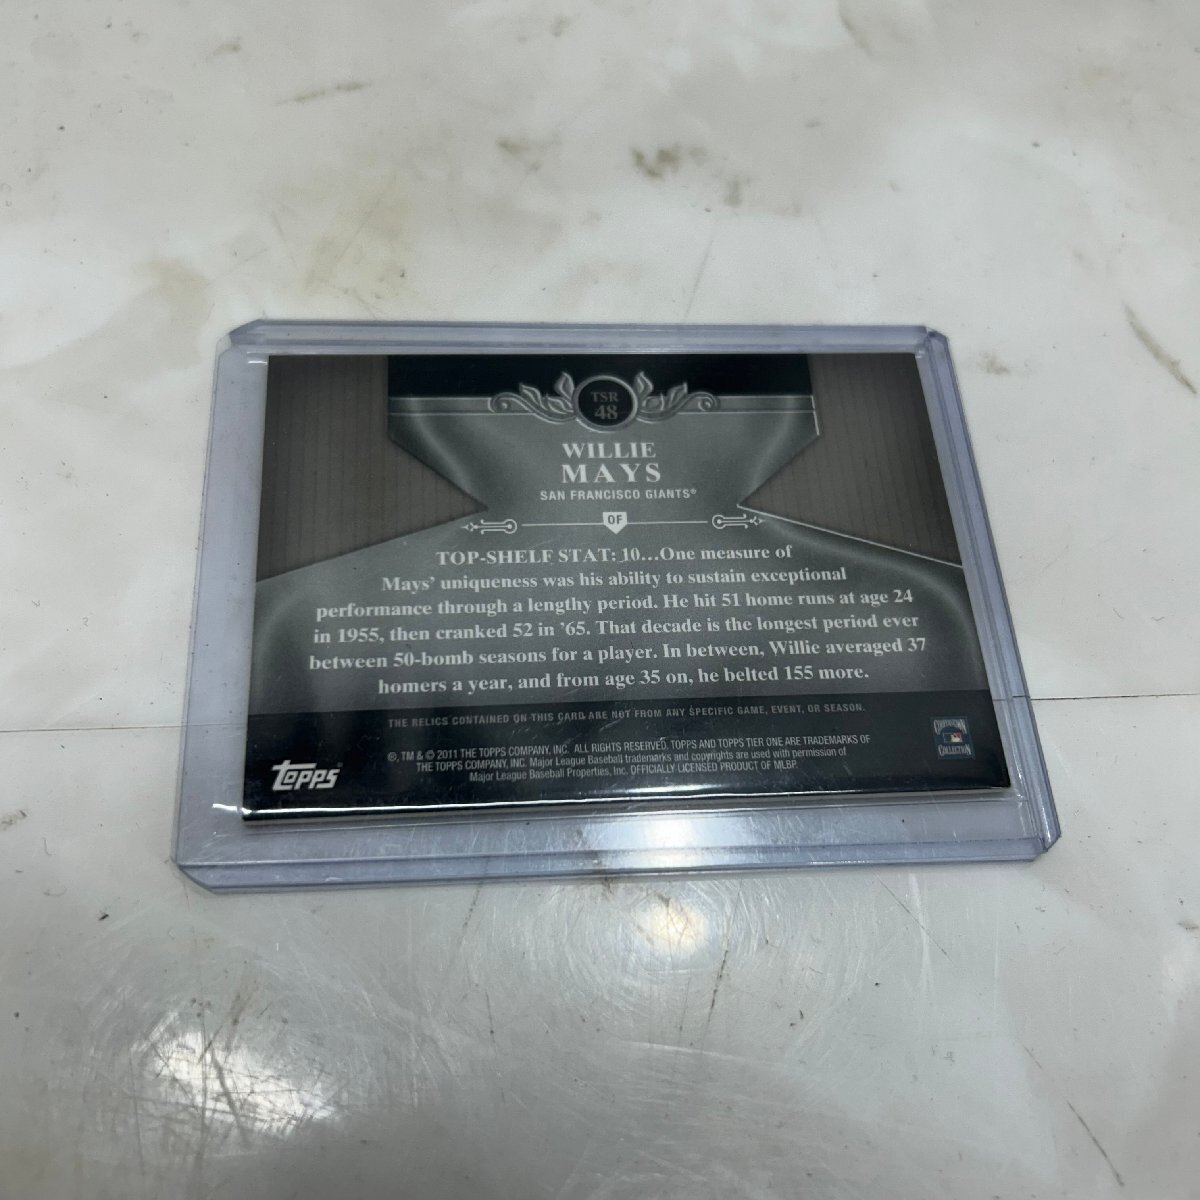 TSR
48
WILLIE
MAYS
SAN FRANCISCO GIANTS®
OF
TOP-SHELF STAT: 10...One measure of
Mays' uniqueness was his ability to sustain exceptional
performance through a lengthy period. He hit 51 home runs at age 24
in 1955, then cranked 52 in '65. That decade is the longest period ever
between 50-bomb seasons for a player. In between, Willie averaged 37
homers a year, and from age 35 on, he belted 155 more.
THE RELICS CONTAINED ON THIS CARD ARE NOT FROM ANY SPECIFIC GAME, EVENT, OR SEASON.
®, TM & © 2011 THE TOPPS COMPANY, INC. ALL RIGHTS RESERVED. TOPPS AND TOPPS TIER ONE ARE TRADEMARKS OF
THE TOPPS COMPANY, INC. Major League Baseball trademarks and copyrights are used with permission of
Major League Baseball Properties, Inc. OFFICIALLY LICENSED PRODUCT OF MLBP.
Topps®
COOPERSTOWN
COLLECTION